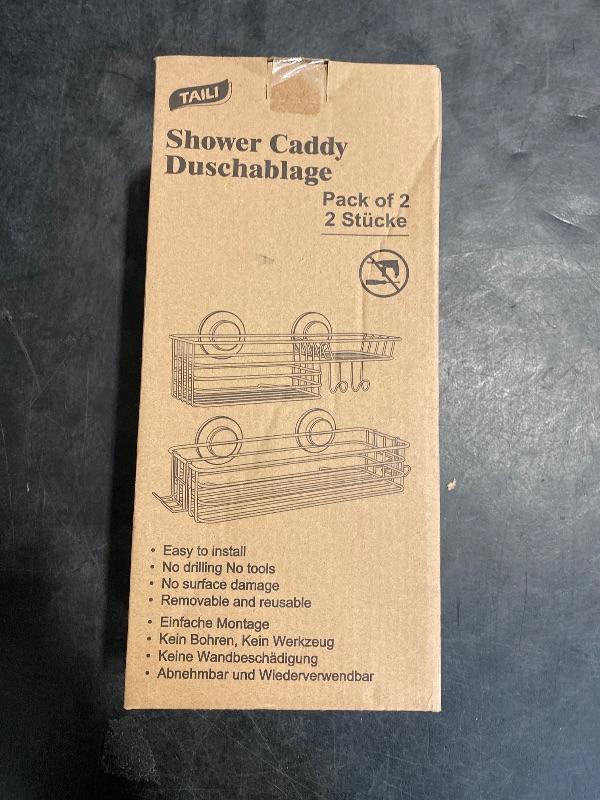 TAILI
Shower Caddy
Duschablage
Pack of 2
2 Stücke
• Easy to install
• No drilling No tools
• No surface damage
• Removable and reusable
• Einfache Montage
• Kein Bohren, Kein Werkzeug
• Keine Wandbeschädigung
• Abnehmbar und Wiederverwendbar